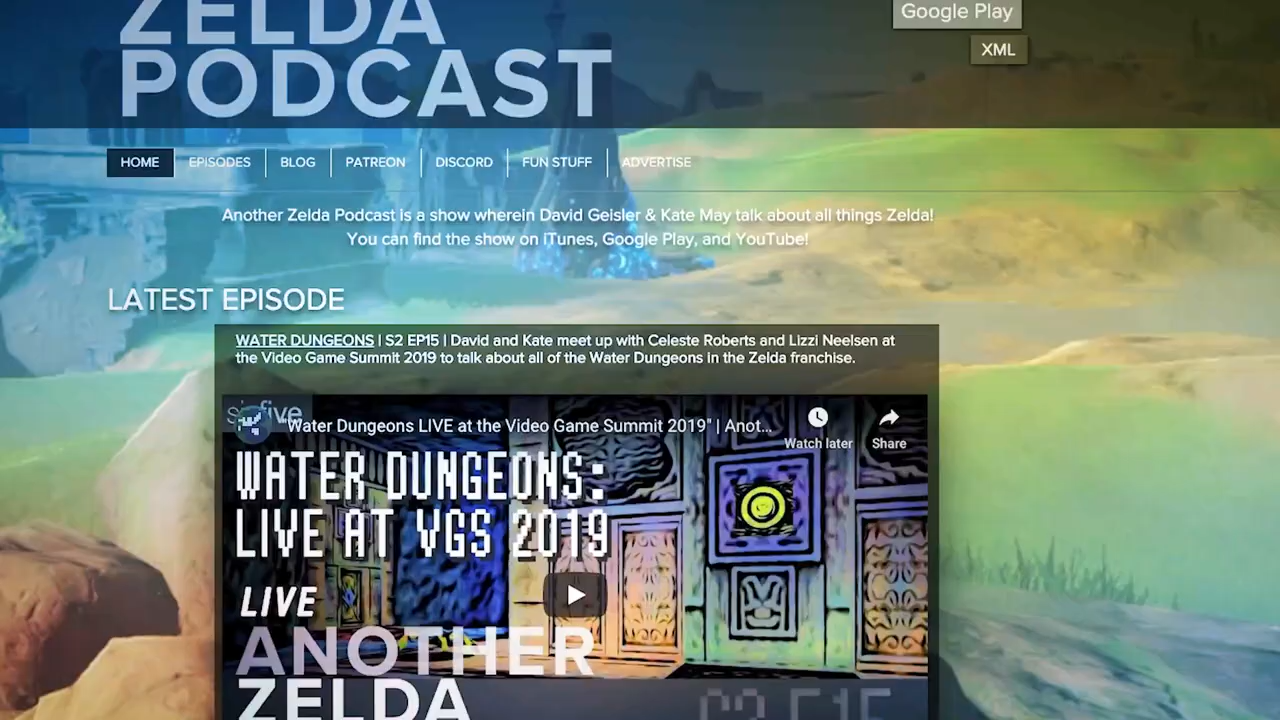 ZELDA
PODCAST
Google Play
XML
HOME
EPISODES
BLOG
PATREON
DISCORD
FUN STUFF
ADVERTISE
Another Zelda Podcast is a show wherein David Geisler & Kate May talk about all things Zelda!
You can find the show on iTunes, Google Play, and YouTube!
LATEST EPISODE
WATER DUNGEONS | S2 EP15 | David and Kate meet up with Celeste Roberts and Lizzi Neelsen at
the Video Game Summit 2019 to talk about all of the Water Dungeons in the Zelda franchise.
five
"Water Dungeons LIVE at the Video Game Summit 2019" | Anot...
Watch later
Share
WATER DUNGEONS:
LIVE AT VGS 2019
LIVE
ANOTHER
ZELDA